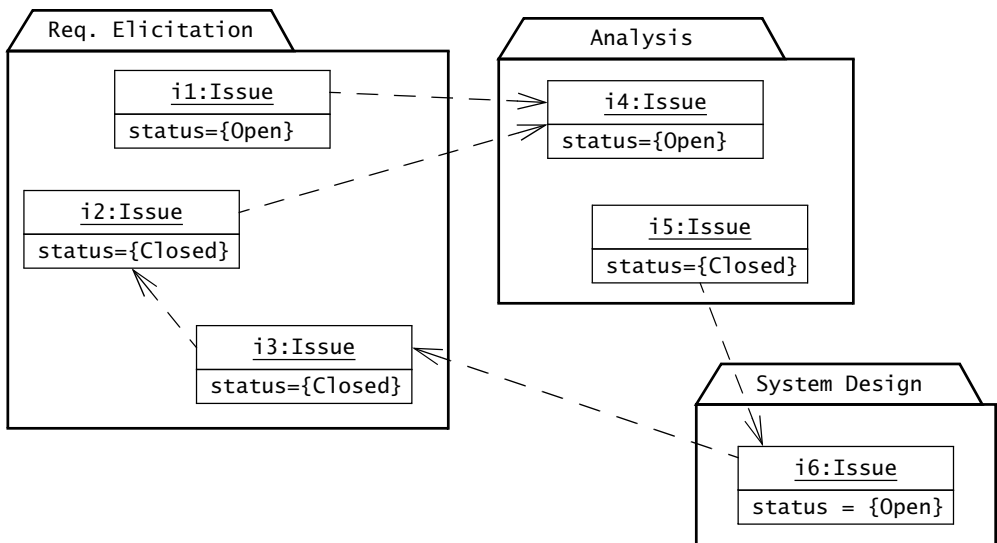 Req. Elicitation
i1:Issue
status={Open}
i2:Issue
status={Closed}
i3:Issue
status={Closed}
Analysis
i4:Issue
status={Open}
i5:Issue
status={Closed}
System Design
i6:Issue
status = {Open}